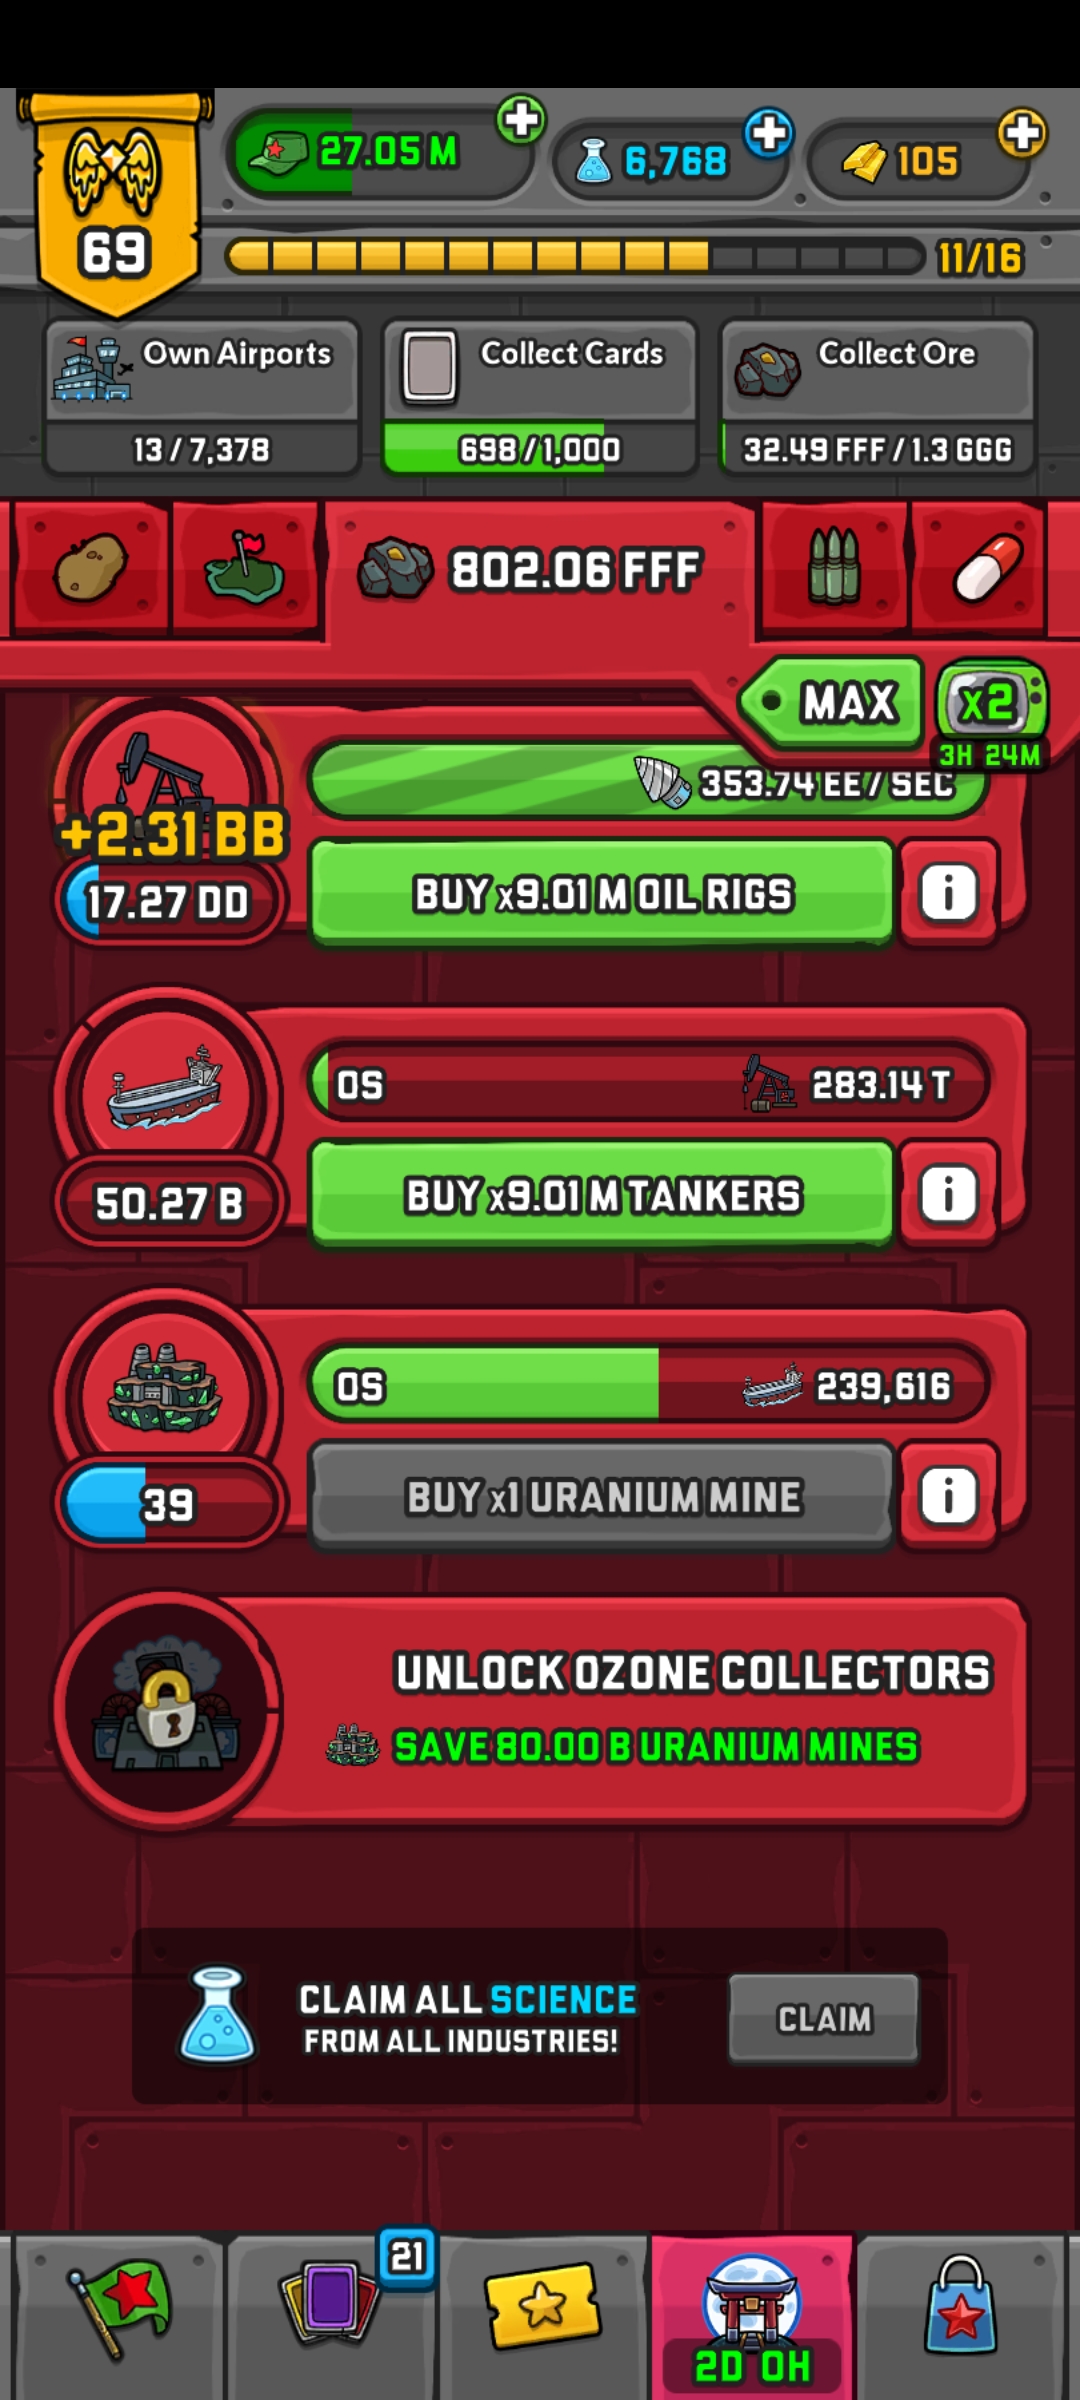 27.05 M
6,768
105
69
11/16
Own Airports
Collect Cards
Collect Ore
13 / 7,378
698 / 1,000
32.49 FFF / 1.3 GGG
802.06 FFF
MAX
x2
3H 24M
353.74 EE / SEC
+2.31 BB
17.27 DD
BUY x9.01 M OIL RIGS
i
0S
283.14 T
50.27 B
BUY x9.01 M TANKERS
i
0S
239,616
39
BUY x1 URANIUM MINE
i
UNLOCK OZONE COLLECTORS
SAVE 80.00 B URANIUM MINES
CLAIM ALL SCIENCE
FROM ALL INDUSTRIES!
CLAIM
21
2D 0H